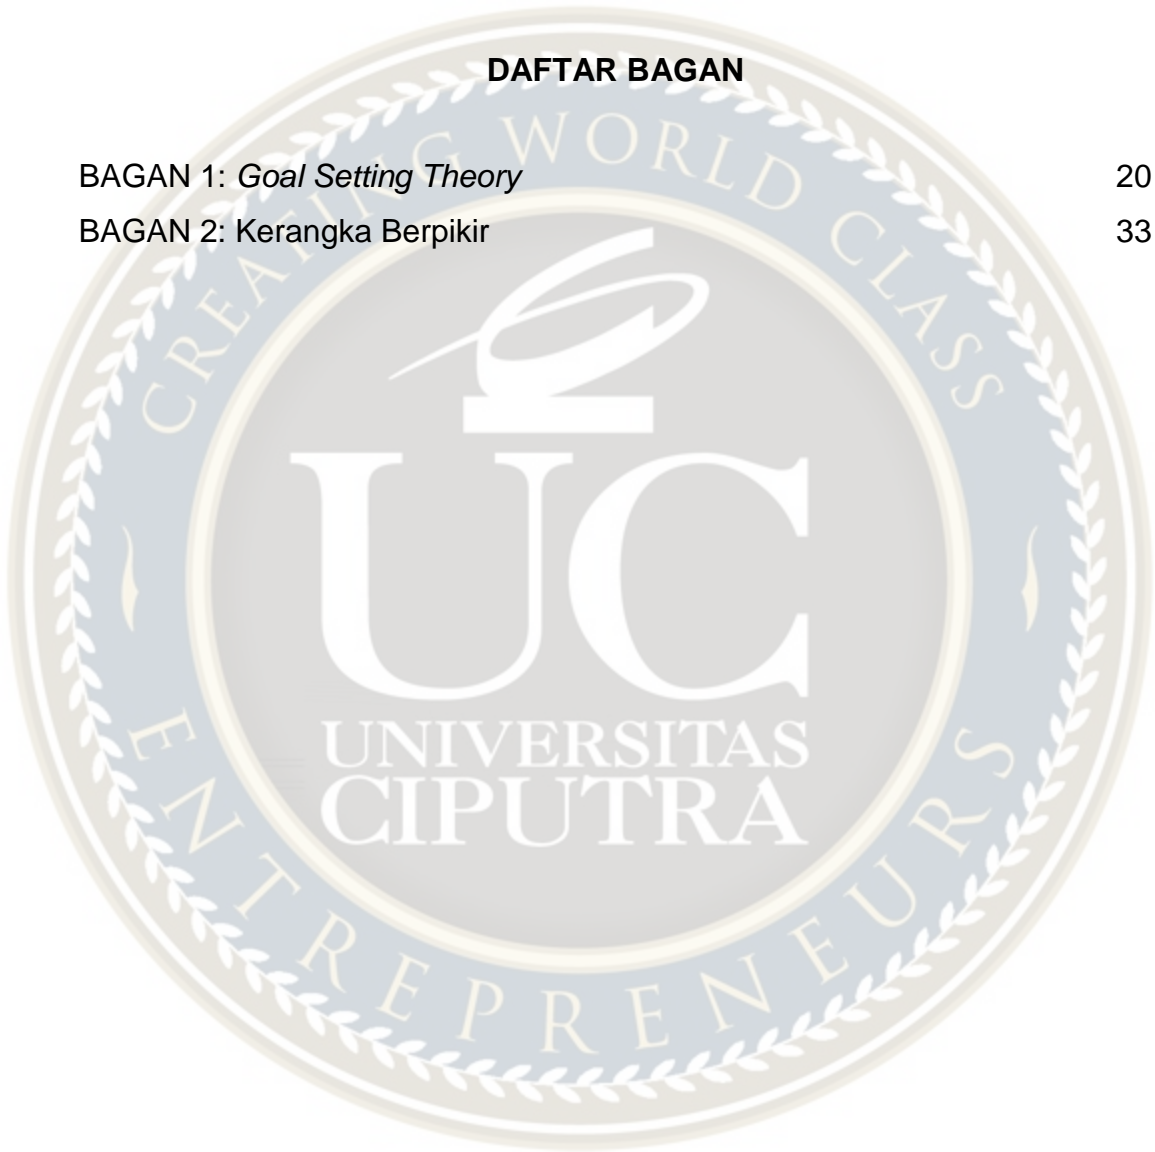 DAFTAR BAGAN
BAGAN 1: Goal Setting Theory 20
BAGAN 2: Kerangka Berpikir 33
CREATING WORLD CLASS
UC
UNIVERSITAS
CIPUTRA
ENTREPRENEURS